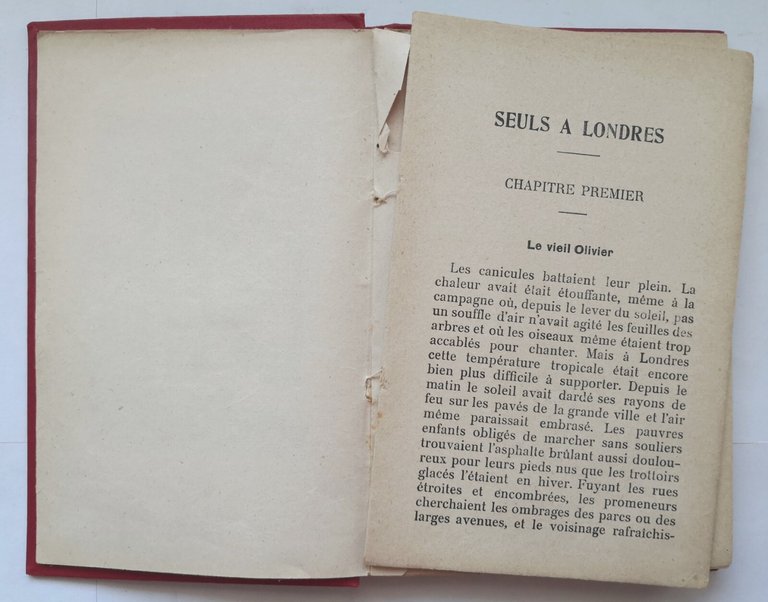 SEULS A LONDRES
CHAPITRE PREMIER
Le vieil Olivier
Les canicules battaient leur plein. La
chaleur avait était étouffante, même à la
campagne où, depuis le lever du soleil, pas
un souffle d'air n'avait agité les feuilles des
arbres et où les oiseaux même étaient trop
accablés pour chanter. Mais à Londres
cette température tropicale était encore
bien plus difficile à supporter. Depuis le
matin le soleil avait dardé ses rayons de
feu sur les pavés de la grande ville et l'air
même paraissait embrasé. Les pauvres
enfants obligés de marcher sans souliers
trouvaient l'asphalte brûlant aussi doulou-
reux pour leurs pieds nus que les trottoirs
glacés l'étaient en hiver. Fuyant les rues
étroites et encombrées, les promeneurs
cherchaient les ombrages des parcs ou des
larges avenues, et le voisinage rafraîchis-